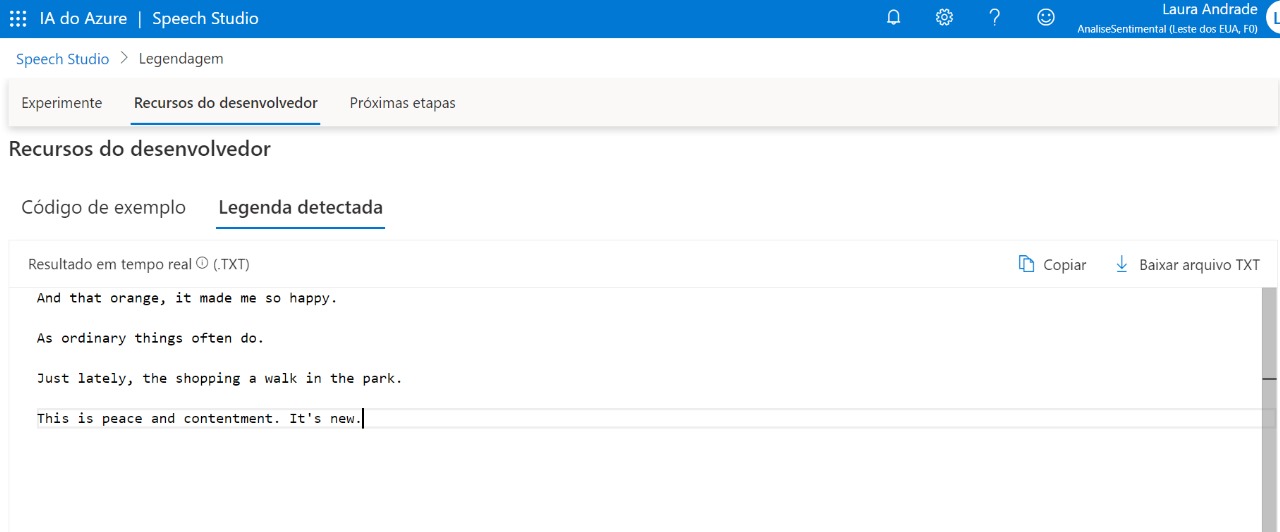 IA do Azure | Speech Studio
Laura Andrade
AnaliseSentimental (Leste dos EUA, F0)
L
Speech Studio > Legendagem
Experimente Recursos do desenvolvedor Próximas etapas
Recursos do desenvolvedor
Código de exemplo Legenda detectada
Resultado em tempo real (.TXT) Copiar Baixar arquivo TXT
And that orange, it made me so happy.
As ordinary things often do.
Just lately, the shopping a walk in the park.
This is peace and contentment. It's new.